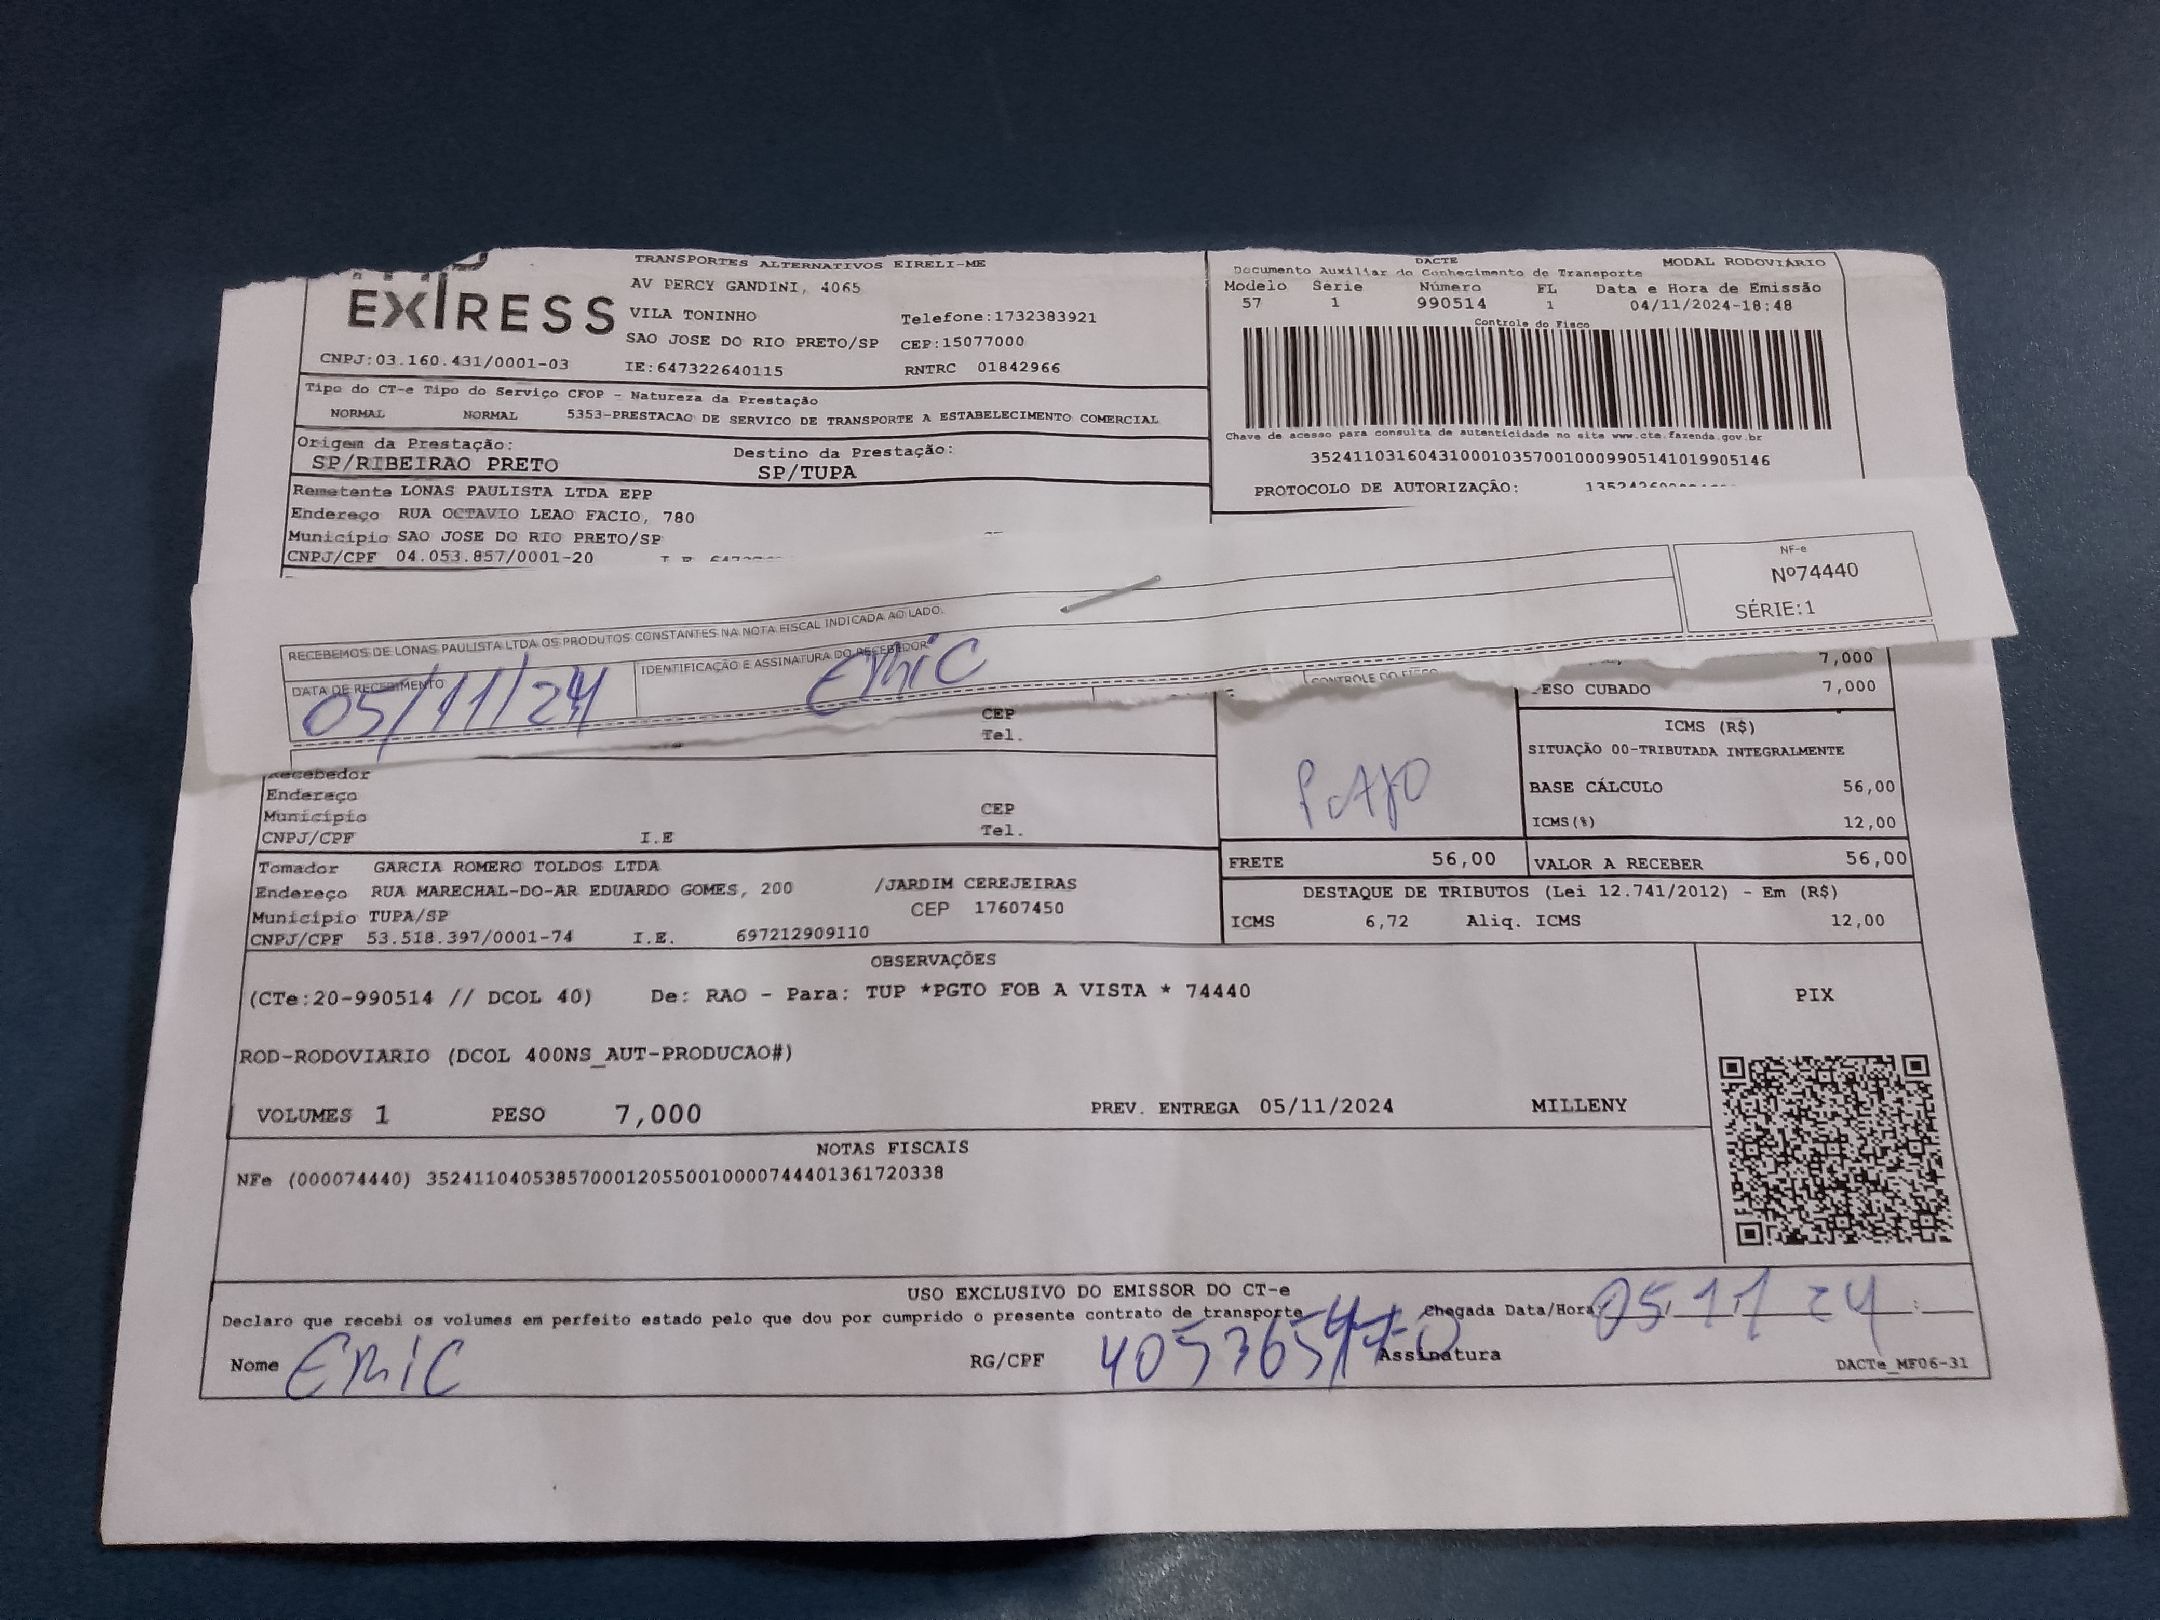 EXPRESS
TRANSPORTES ALTERNATIVOS EIRELI-ME
AV PERCY GANDINI, 4065
VILA TONINHO
Telefone:1732383921
SAO JOSE DO RIO PRETO/SP CEP:15077000
CNPJ:03.160.431/0001-03 IE:647322640115 RNTRC 01842966
DACTE MODAL RODOVIÁRIO
Documento Auxiliar do Conhecimento de Transporte
Modelo Série Número FL Data e Hora de Emissão
57 1 990514 1 04/11/2024-18:48
Controle do Fisco
Chave de acesso para consulta de autenticidade no site www.cte.fazenda.gov.br
35241103160431000103570010009905141019905146
PROTOCOLO DE AUTORIZAÇÃO:
Tipo do CT-e Tipo do Serviço CFOP - Natureza da Prestação
NORMAL NORMAL 5353-PRESTACAO DE SERVICO DE TRANSPORTE A ESTABELECIMENTO COMERCIAL
Origem da Prestação: Destino da Prestação:
SP/RIBEIRAO PRETO SP/TUPA
Remetente LONAS PAULISTA LTDA EPP
Endereço RUA OCTAVIO LEAO FACIO, 780
Município SAO JOSE DO RIO PRETO/SP
CNPJ/CPF 04.053.857/0001-20
NF-e
Nº74440
SÉRIE:1
RECEBEMOS DE LONAS PAULISTA LTDA OS PRODUTOS CONSTANTES NA NOTA FISCAL INDICADA AO LADO.
DATA DE RECEBIMENTO IDENTIFICAÇÃO E ASSINATURA DO RECEBEDOR
05/11/24 ERIC
CONTROLE DO FISCO
7,000
PESO CUBADO 7,000
CEP
Tel.
Recebedor
Endereço
Município CEP
CNPJ/CPF I.E Tel.
PAGO
ICMS (R$)
SITUAÇÃO 00-TRIBUTADA INTEGRALMENTE
BASE CÁLCULO 56,00
ICMS(%) 12,00
FRETE 56,00 VALOR A RECEBER 56,00
Tomador GARCIA ROMERO TOLDOS LTDA
Endereço RUA MARECHAL-DO-AR EDUARDO GOMES, 200 /JARDIM CEREJEIRAS
Município TUPA/SP CEP 17607450
CNPJ/CPF 53.518.397/0001-74 I.E. 697212909110
DESTAQUE DE TRIBUTOS (Lei 12.741/2012) - Em (R$)
ICMS 6,72 Aliq. ICMS 12,00
OBSERVAÇÕES
(CTe:20-990514 // DCOL 40) De: RAO - Para: TUP *PGTO FOB A VISTA * 74440
PIX
ROD-RODOVIARIO (DCOL 400NS_AUT-PRODUCAO#)
VOLUMES 1 PESO 7,000 PREV. ENTREGA 05/11/2024 MILLENY
NOTAS FISCAIS
NFe (000074440) 35241104053857000120550010000744401361720338
USO EXCLUSIVO DO EMISSOR DO CT-e
Declaro que recebi os volumes em perfeito estado pelo que dou por cumprido o presente contrato de transporte Chegada Data/Hora 05/11/24 :
Nome ERIC RG/CPF Assinatura DACTe_MF06-31